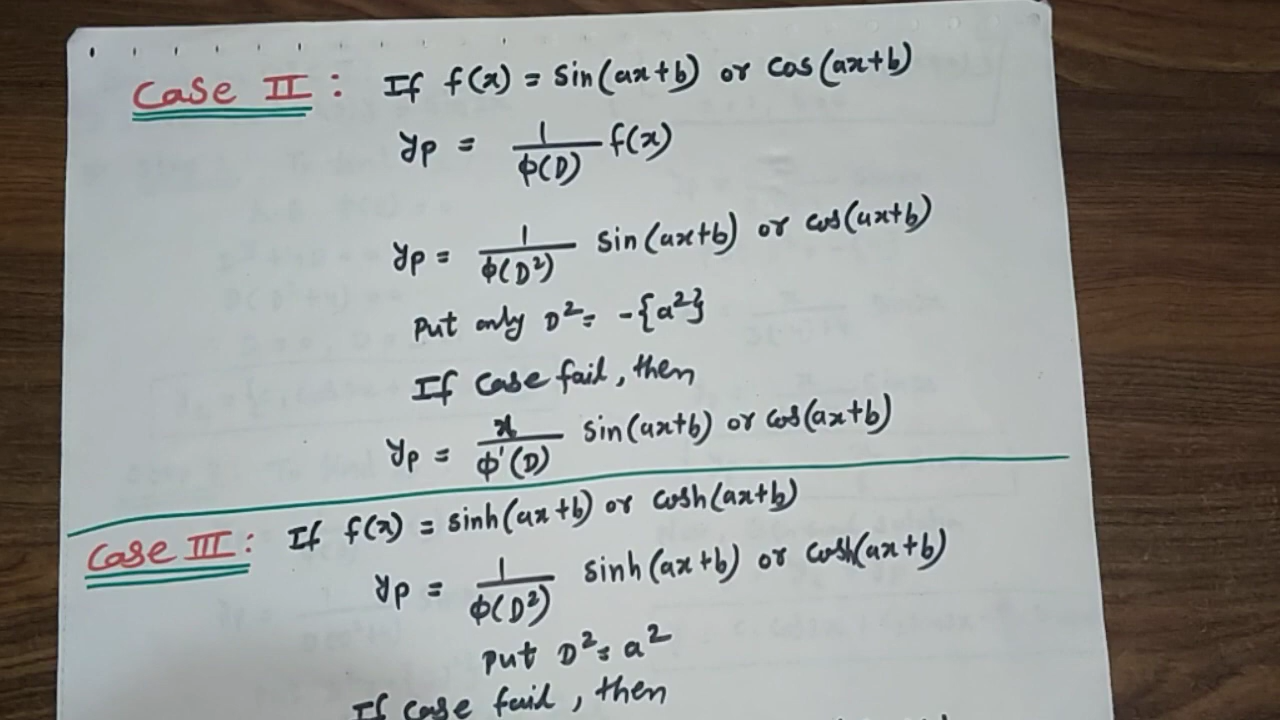 Case II : If f(x) = sin(ax+b) or cos(ax+b)
yp = 1/ϕ(D) f(x)
yp = 1/ϕ(D²) sin(ax+b) or cos(ax+b)
Put only D² = -{a²}
If case fail, then
yp = x/ϕ'(D) sin(ax+b) or cos(ax+b)
Case III : If f(x) = sinh(ax+b) or cosh(ax+b)
yp = 1/ϕ(D²) sinh(ax+b) or cosh(ax+b)
put D² = a²
If case fail, then